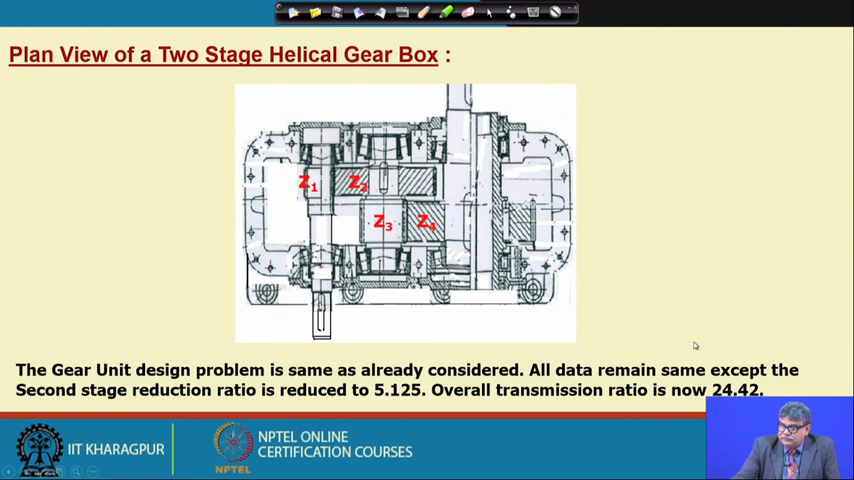 Plan View of a Two Stage Helical Gear Box :
z1 z2
z3 z4
The Gear Unit design problem is same as already considered. All data remain same except the
Second stage reduction ratio is reduced to 5.125. Overall transmission ratio is now 24.42.
IIT KHARAGPUR
NPTEL
NPTEL ONLINE
CERTIFICATION COURSES